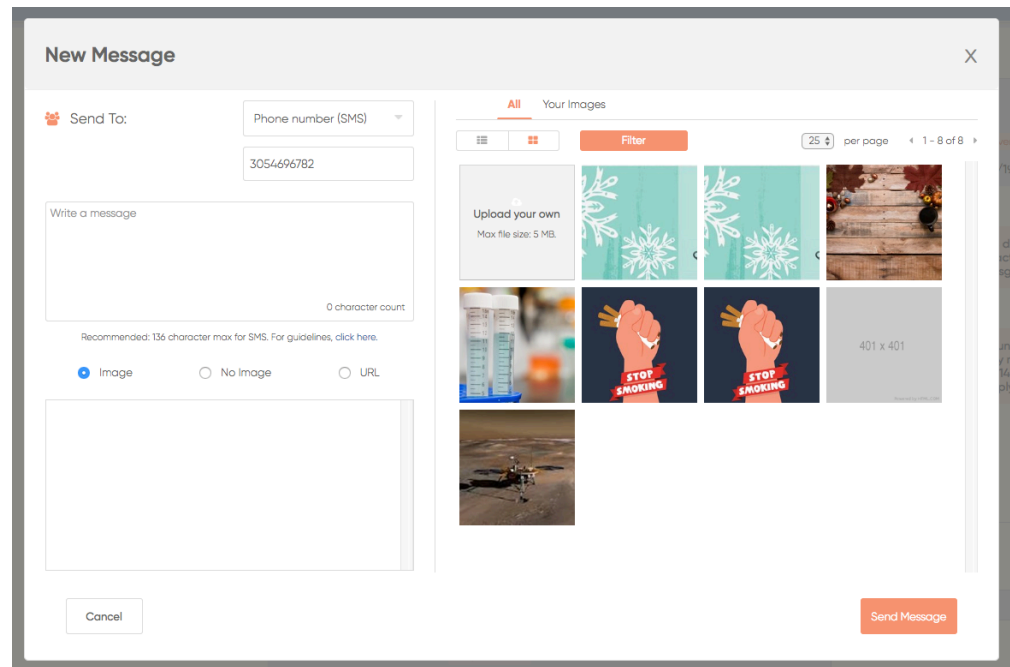 New Message
X
Send To:
Phone number (SMS)
3054696782
Write a message
0 character count
Recommended: 136 character max for SMS. For guidelines, click here.
Image
No Image
URL
All
Your Images
Filter
25
per page
1 - 8 of 8
Upload your own
Max file size: 5 MB.
STOP
SMOKING
STOP
SMOKING
401 x 401
Cancel
Send Message